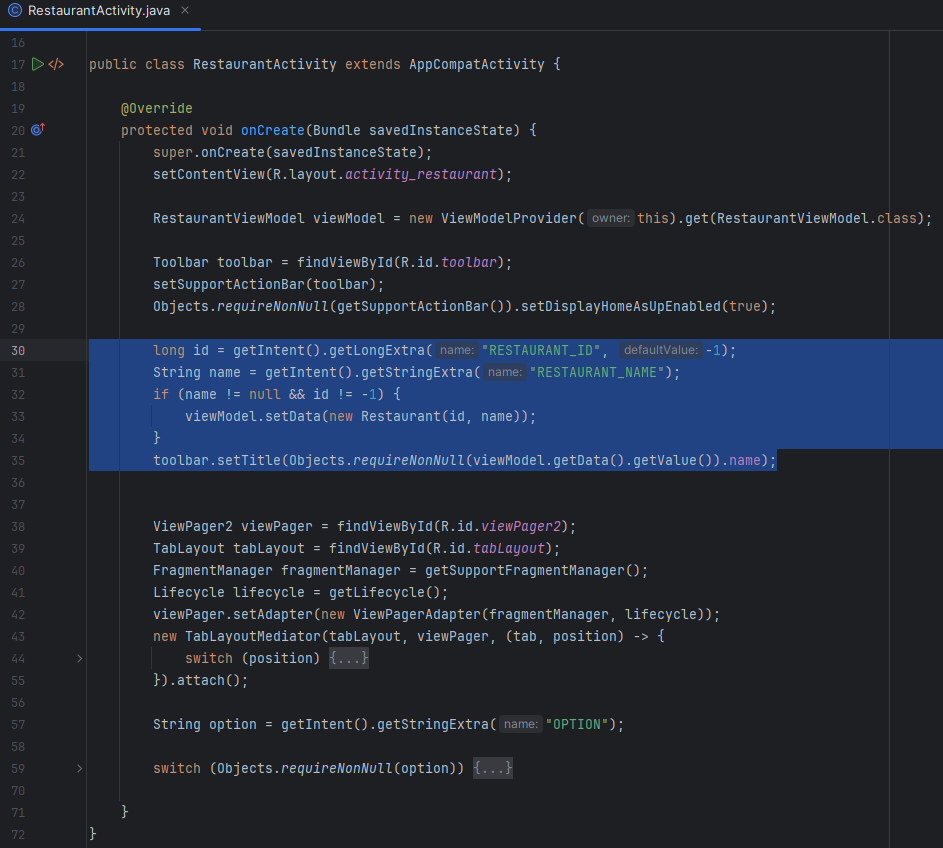 RestaurantActivity.java
16
17 public class RestaurantActivity extends AppCompatActivity {
18
19 @Override
20 protected void onCreate(Bundle savedInstanceState) {
21 super.onCreate(savedInstanceState);
22 setContentView(R.layout.activity_restaurant);
23
24 RestaurantViewModel viewModel = new ViewModelProvider( owner: this).get(RestaurantViewModel.class);
25
26 Toolbar toolbar = findViewById(R.id.toolbar);
27 setSupportActionBar(toolbar);
28 Objects.requireNonNull(getSupportActionBar()).setDisplayHomeAsUpEnabled(true);
29
30 long id = getIntent().getLongExtra( name: "RESTAURANT_ID", defaultValue: -1);
31 String name = getIntent().getStringExtra( name: "RESTAURANT_NAME");
32 if (name != null && id != -1) {
33 viewModel.setData(new Restaurant(id, name));
34 }
35 toolbar.setTitle(Objects.requireNonNull(viewModel.getData().getValue()).name);
36
37
38 ViewPager2 viewPager = findViewById(R.id.viewPager2);
39 TabLayout tabLayout = findViewById(R.id.tabLayout);
40 FragmentManager fragmentManager = getSupportFragmentManager();
41 Lifecycle lifecycle = getLifecycle();
42 viewPager.setAdapter(new ViewPagerAdapter(fragmentManager, lifecycle));
43 new TabLayoutMediator(tabLayout, viewPager, (tab, position) -> {
44 switch (position) {...}
55 }).attach();
56
57 String option = getIntent().getStringExtra( name: "OPTION");
58
59 switch (Objects.requireNonNull(option)) {...}
70
71 }
72 }